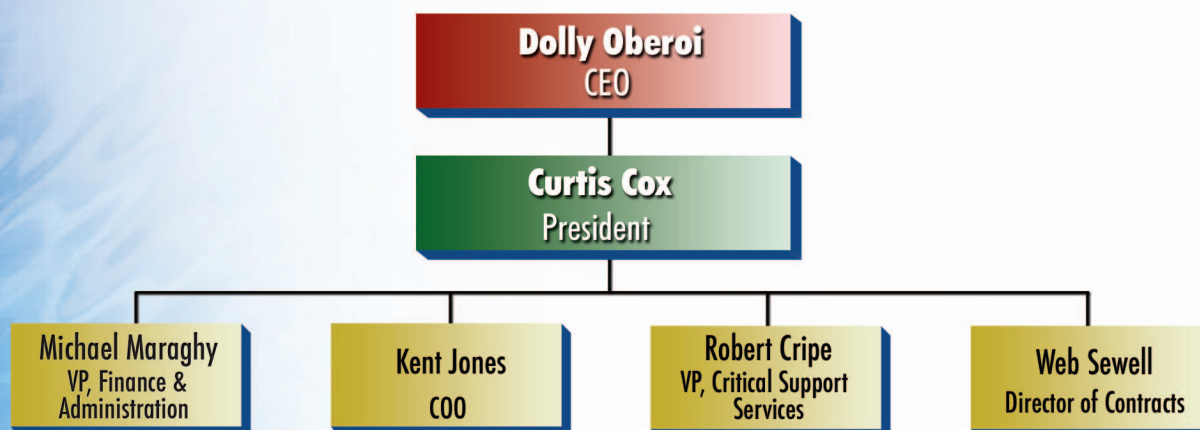 Dolly Oberoi
CEO
Curtis Cox
President
Michael Maraghy
VP, Finance &
Administration
Kent Jones
COO
Robert Cripe
VP, Critical Support
Services
Web Sewell
Director of Contracts